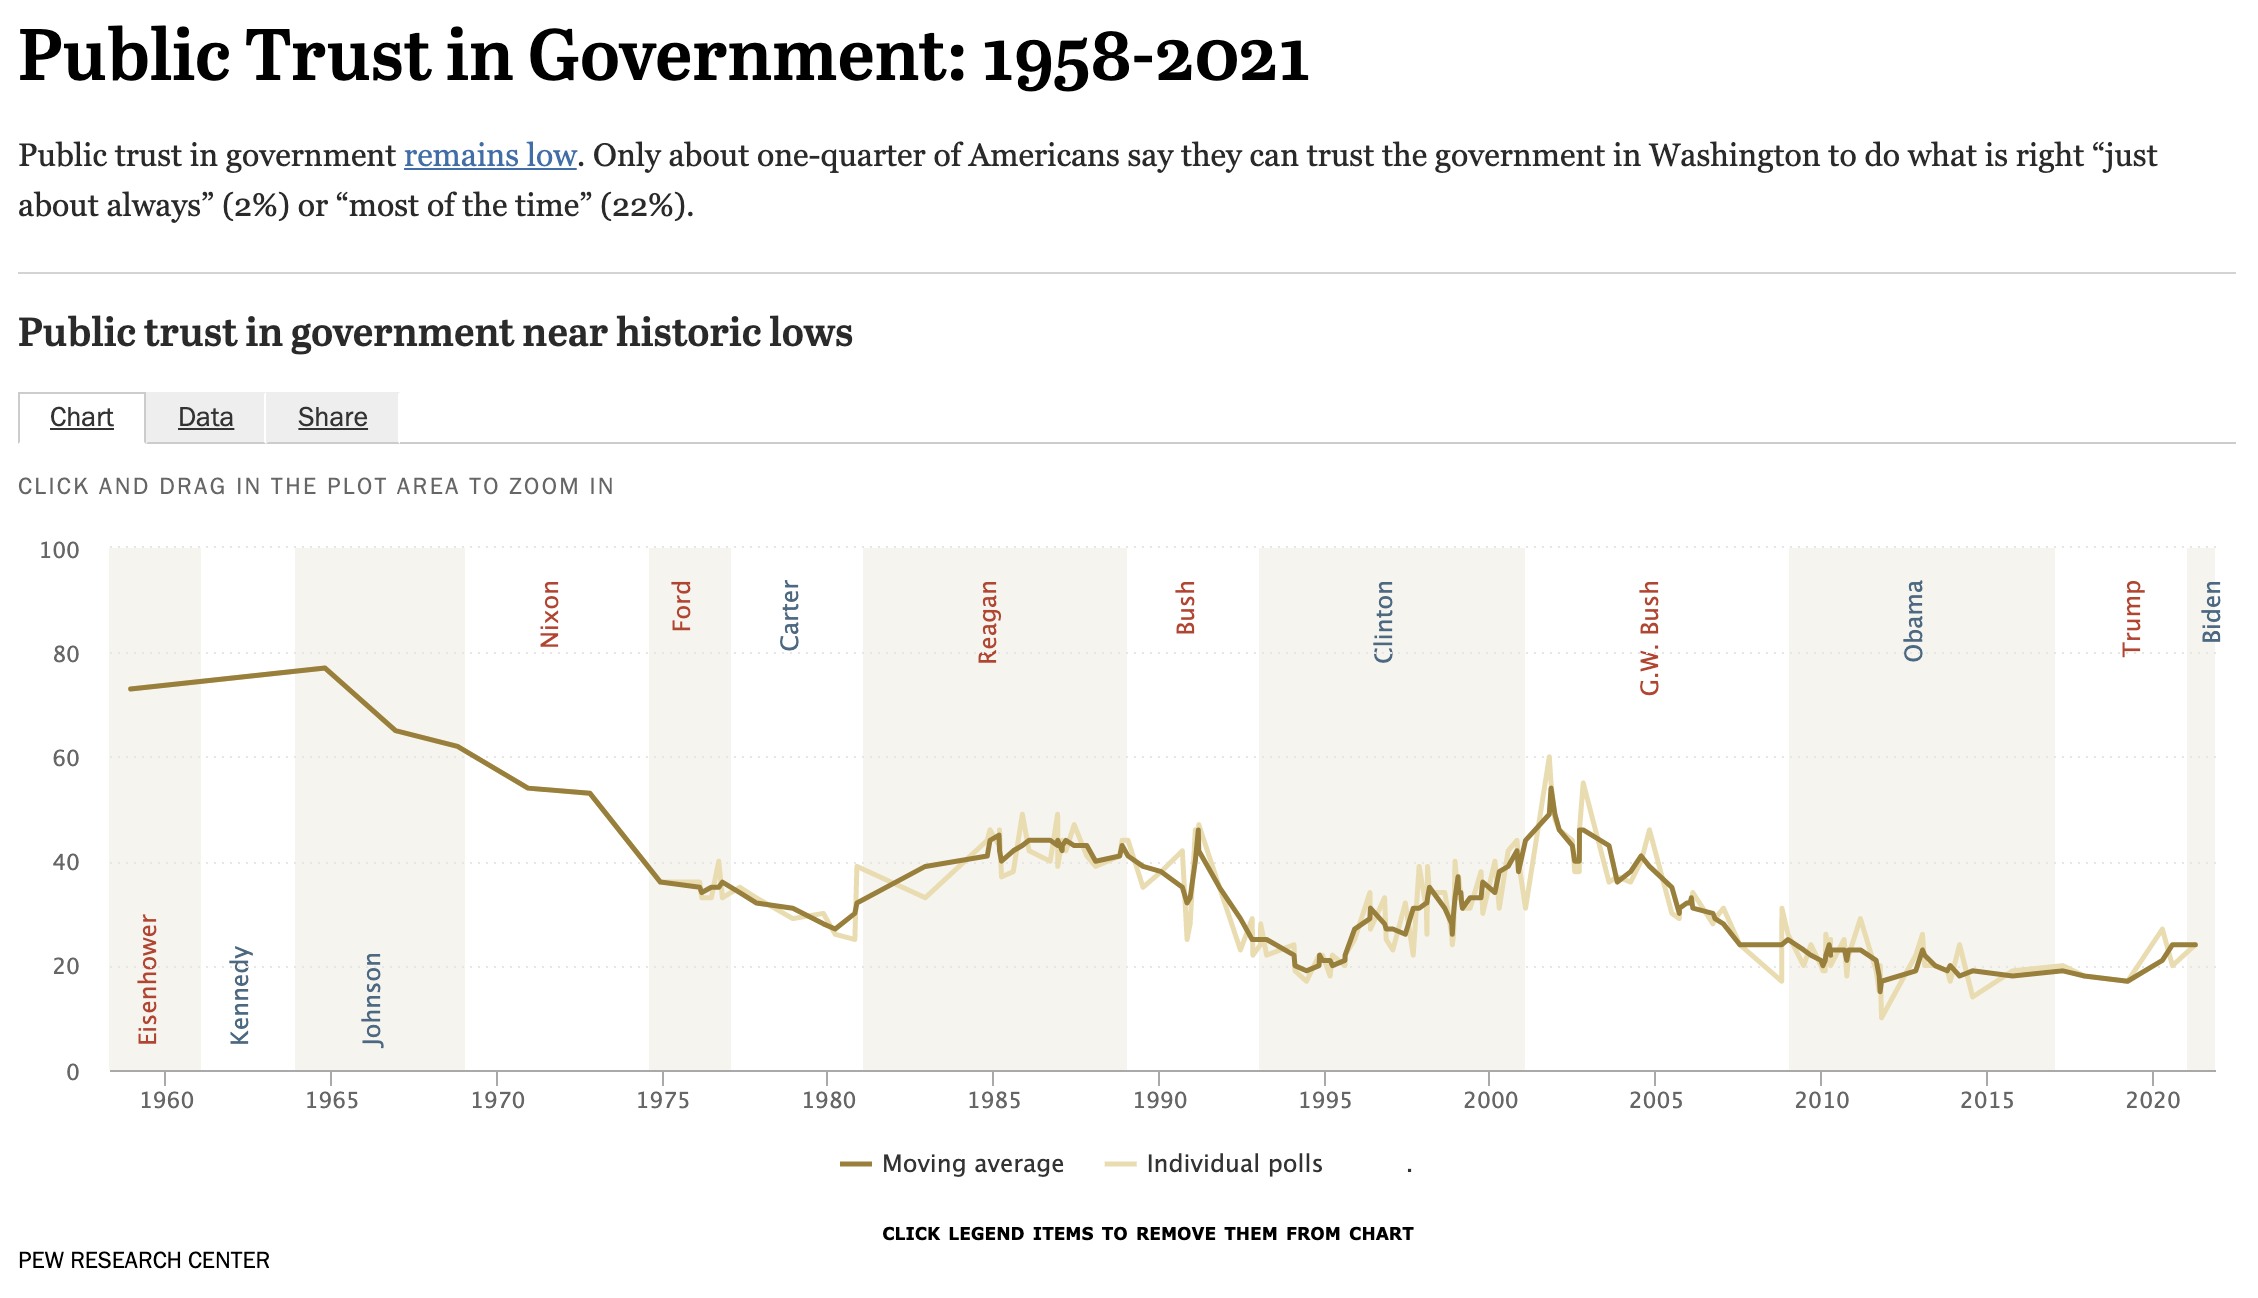 Public Trust in Government: 1958-2021
Public trust in government remains low. Only about one-quarter of Americans say they can trust the government in Washington to do what is right “just
about always” (2%) or “most of the time” (22%).
Public trust in government near historic lows
Chart Data Share
CLICK AND DRAG IN THE PLOT AREA TO ZOOM IN
100
80
60
40
20
0
Eisenhower
Kennedy
Johnson
Nixon
Ford
Carter
Reagan
Bush
Clinton
G.W. Bush
Obama
Trump
Biden
1960 1965 1970 1975 1980 1985 1990 1995 2000 2005 2010 2015 2020
Moving average Individual polls .
CLICK LEGEND ITEMS TO REMOVE THEM FROM CHART
PEW RESEARCH CENTER